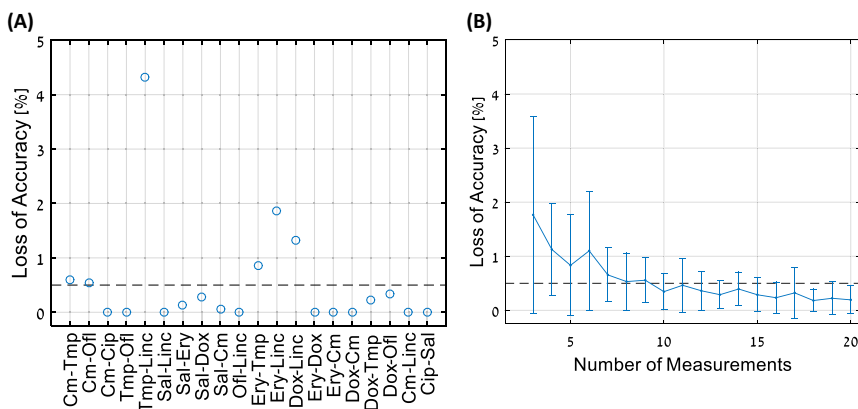 (A)
Loss of Accuracy [%]
5
4
3
2
1
0
Cm-Tmp
Cm-Ofl
Cm-Cip
Tmp-Ofl
Tmp-Linc
Sal-Linc
Sal-Ery
Sal-Dox
Sal-Cm
Ofl-Linc
Ery-Tmp
Ery-Linc
Dox-Linc
Ery-Dox
Ery-Cm
Dox-Cm
Dox-Tmp
Dox-Ofl
Cm-Linc
Cip-Sal
(B)
Loss of Accuracy [%]
5
4
3
2
1
0
5
10
15
20
Number of Measurements